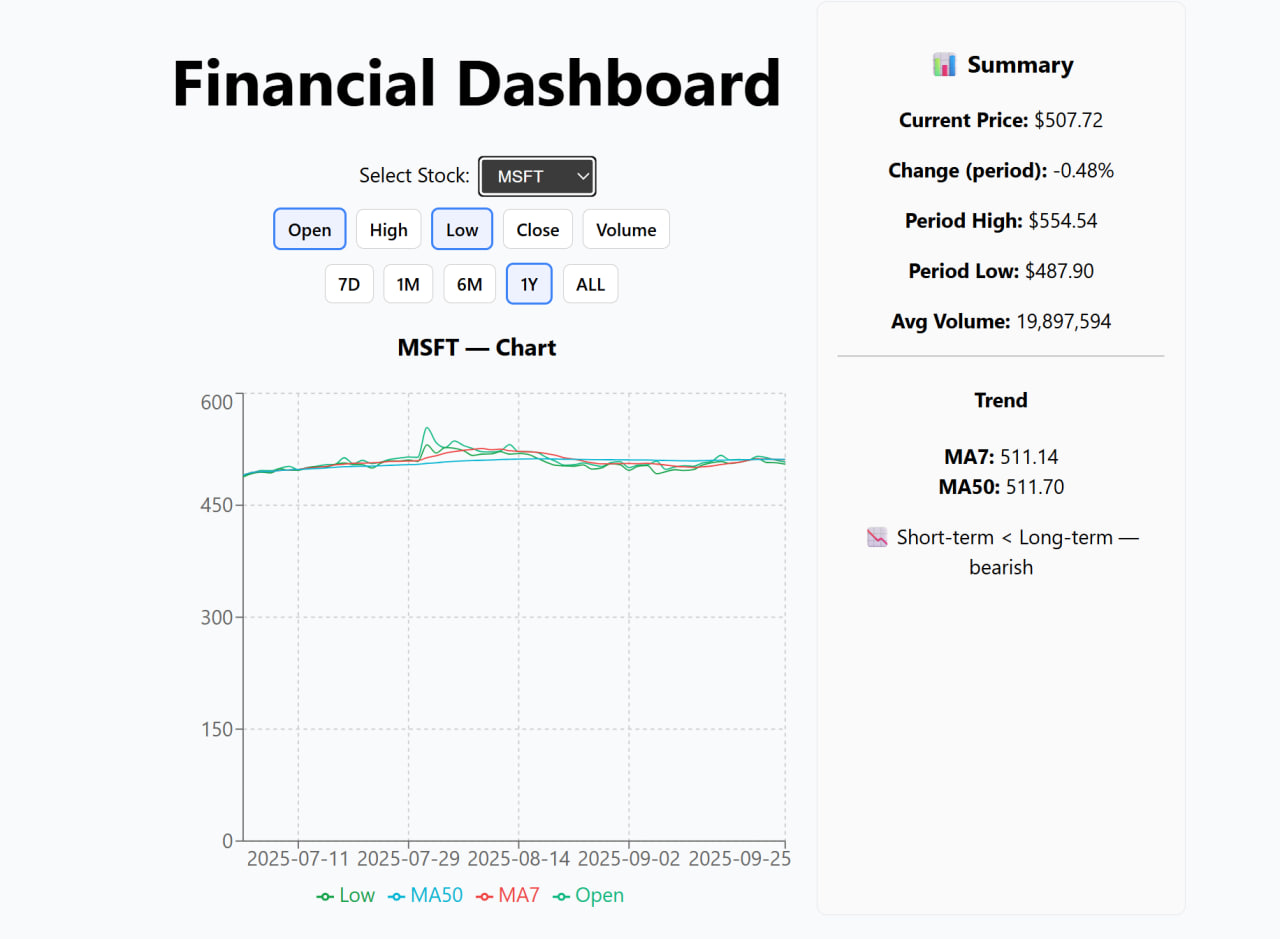 Financial Dashboard
Select Stock: MSFT
Open High Low Close Volume
7D 1M 6M 1Y ALL
MSFT — Chart
600
450
300
150
0
2025-07-11 2025-07-29 2025-08-14 2025-09-02 2025-09-25
Low MA50 MA7 Open
Summary
Current Price: $507.72
Change (period): -0.48%
Period High: $554.54
Period Low: $487.90
Avg Volume: 19,897,594
Trend
MA7: 511.14
MA50: 511.70
Short-term < Long-term —
bearish